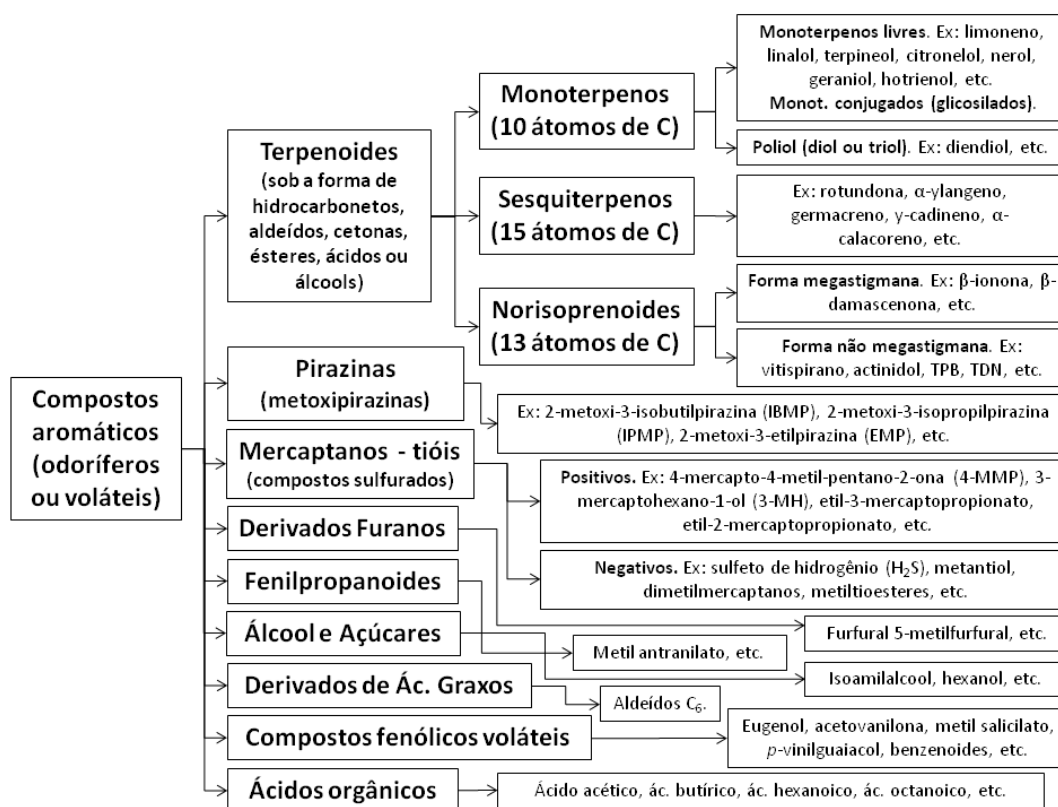 Compostos
aromáticos
(odoríferos
ou voláteis)
Terpenoides
(sob a forma de
hidrocarbonetos,
aldeídos, cetonas,
ésteres, ácidos ou
álcools)
Monoterpenos
(10 átomos de C)
Monoterpenos livres. Ex: limoneno,
linalol, terpineol, citronelol, nerol,
geraniol, hotrienol, etc.
Monot. conjugados (glicosilados).
Poliol (diol ou triol). Ex: diendiol, etc.
Sesquiterpenos
(15 átomos de C)
Ex: rotundona, α-ylangeno,
germacreno, γ-cadineno, α-
calacoreno, etc.
Norisoprenoides
(13 átomos de C)
Forma megastigmana. Ex: β-ionona, β-
damascenona, etc.
Forma não megastigmana. Ex:
vitispirano, actinidol, TPB, TDN, etc.
Pirazinas
(metoxipirazinas)
Ex: 2-metoxi-3-isobutilpirazina (IBMP), 2-metoxi-3-isopropilpirazina
(IPMP), 2-metoxi-3-etilpirazina (EMP), etc.
Mercaptanos - tióis
(compostos sulfurados)
Positivos. Ex: 4-mercapto-4-metil-pentano-2-ona (4-MMP), 3-
mercaptohexano-1-ol (3-MH), etil-3-mercaptopropionato,
etil-2-mercaptopropionato, etc.
Negativos. Ex: sulfeto de hidrogênio (H₂S), metantiol,
dimetilmercaptanos, metiltioesteres, etc.
Derivados Furanos
Furfural 5-metilfurfural, etc.
Fenilpropanoides
Metil antranilato, etc.
Álcool e Açúcares
Isoamilalcool, hexanol, etc.
Derivados de Ác. Graxos
Aldeídos C₆.
Compostos fenólicos voláteis
Eugenol, acetovanilona, metil salicilato,
p-vinilguaiacol, benzenoides, etc.
Ácidos orgânicos
Ácido acético, ác. butírico, ác. hexanoico, ác. octanoico, etc.